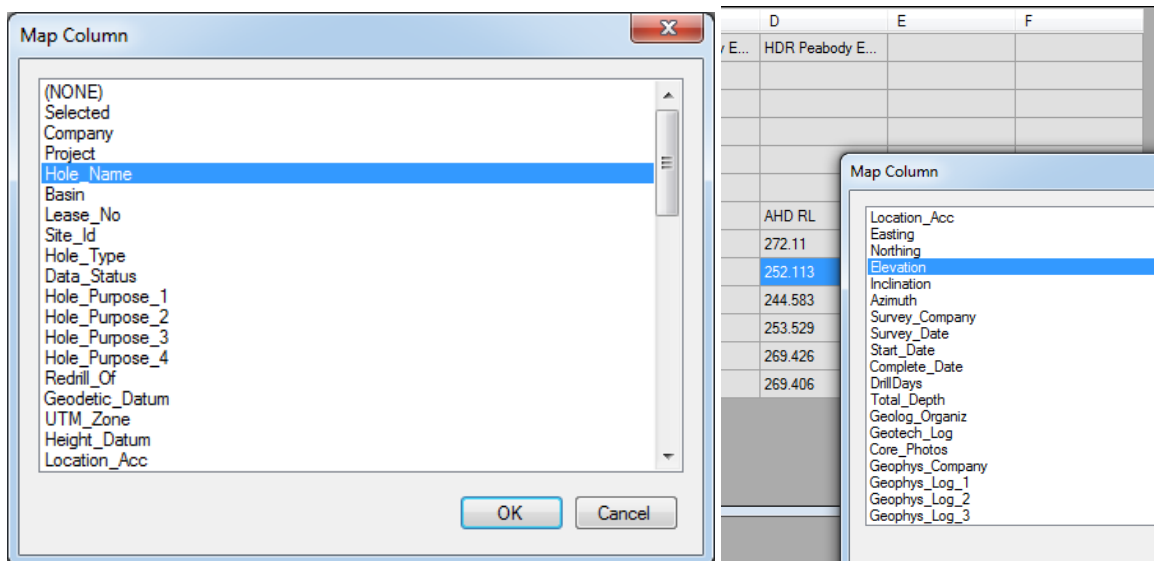 Map Column
(NONE)
Selected
Company
Project
Hole_Name
Basin
Lease_No
Site_Id
Hole_Type
Data_Status
Hole_Purpose_1
Hole_Purpose_2
Hole_Purpose_3
Hole_Purpose_4
Redrill_Of
Geodetic_Datum
UTM_Zone
Height_Datum
Location_Acc
OK Cancel
D E F
y E... HDR Peabody E...
AHD RL
272.11
252.113
244.583
253.529
269.426
269.406
Map Column
Location_Acc
Easting
Northing
Elevation
Inclination
Azimuth
Survey_Company
Survey_Date
Start_Date
Complete_Date
DrillDays
Total_Depth
Geolog_Organiz
Geotech_Log
Core_Photos
Geophys_Company
Geophys_Log_1
Geophys_Log_2
Geophys_Log_3